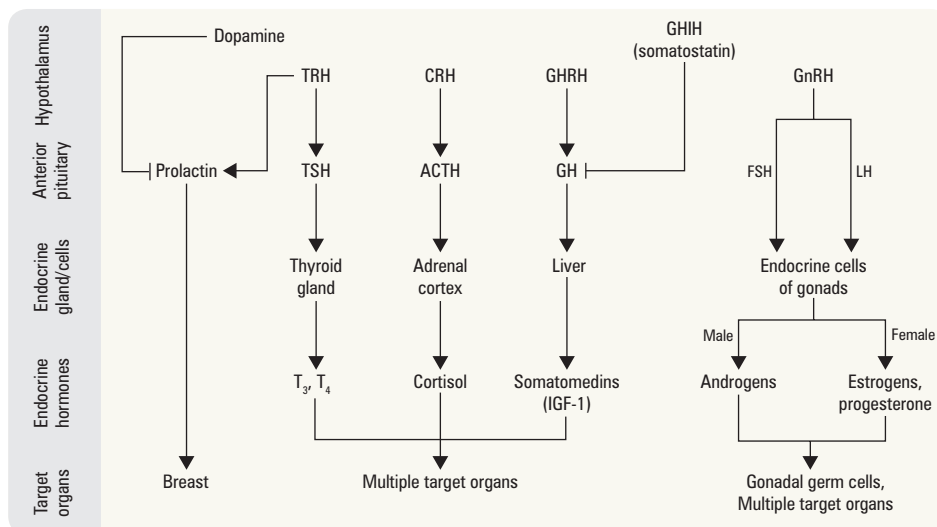 Hypothalamus
Dopamine
GHIH
(somatostatin)
TRH
CRH
GHRH
GnRH
Anterior
pituitary
Prolactin
TSH
ACTH
GH
FSH
LH
Endocrine
gland/cells
Thyroid
gland
Adrenal
cortex
Liver
Endocrine cells
of gonads
Male
Female
Endocrine
hormones
T₃, T₄
Cortisol
Somatomedins
(IGF-1)
Androgens
Estrogens,
progesterone
Target
organs
Breast
Multiple target organs
Gonadal germ cells,
Multiple target organs